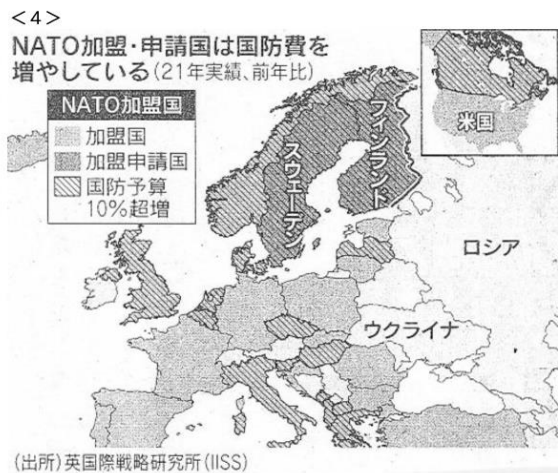 <4>
NATO加盟・申請国は国防費を
増やしている(21年実績、前年比)
NATO加盟国
加盟国
加盟申請国
国防予算
10%超増
米国
フィンランド
スウェーデン
ロシア
ウクライナ
(出所)英国際戦略研究所(IISS)